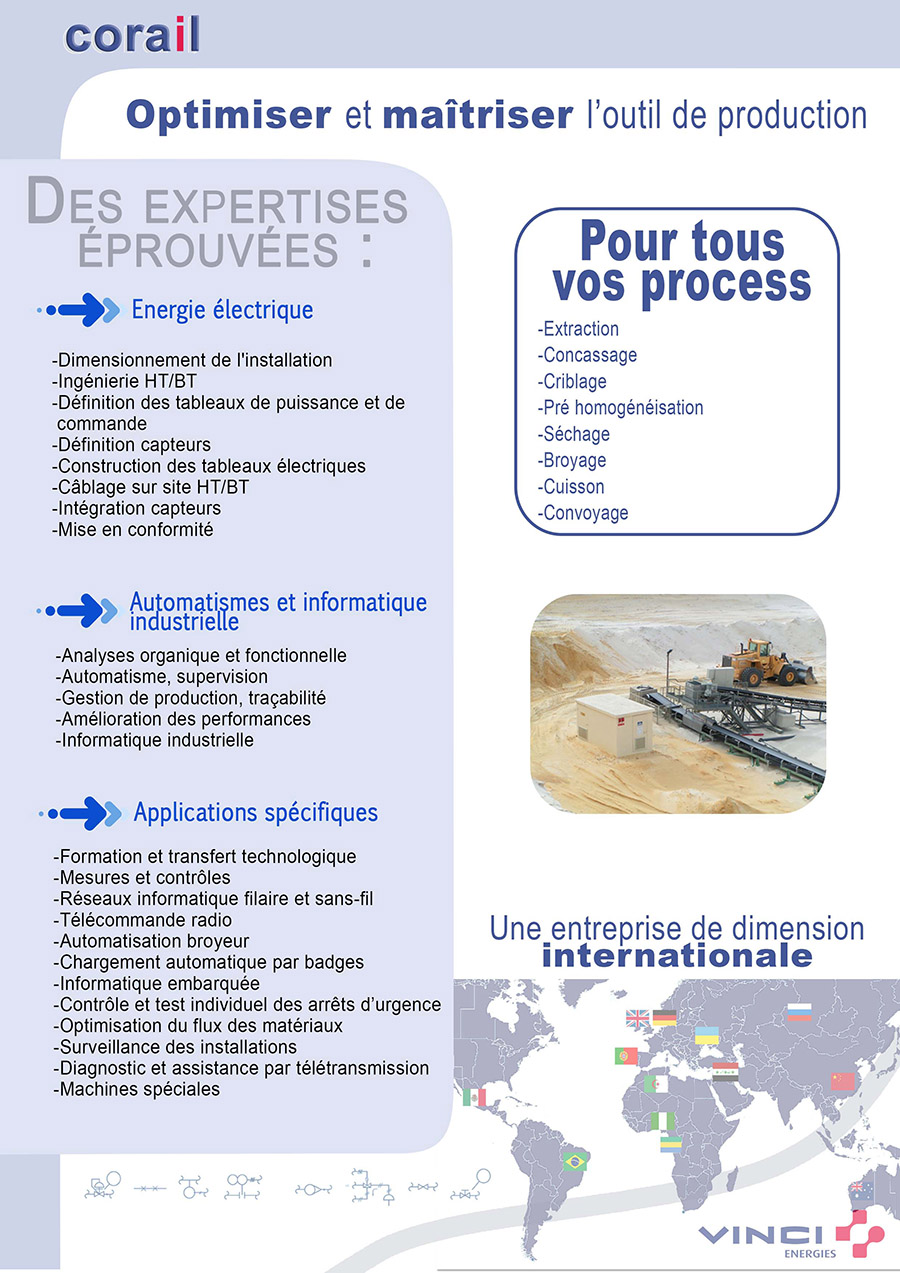 corail
Optimiser et maîtriser l’outil de production
DES EXPERTISES
ÉPROUVÉES :
Energie électrique
-Dimensionnement de l'installation
-Ingénierie HT/BT
-Définition des tableaux de puissance et de
commande
-Définition capteurs
-Construction des tableaux électriques
-Câblage sur site HT/BT
-Intégration capteurs
-Mise en conformité
Automatismes et informatique
industrielle
-Analyses organique et fonctionnelle
-Automatisme, supervision
-Gestion de production, traçabilité
-Amélioration des performances
-Informatique industrielle
Applications spécifiques
-Formation et transfert technologique
-Mesures et contrôles
-Réseaux informatique filaire et sans-fil
-Télécommande radio
-Automatisation broyeur
-Chargement automatique par badges
-Informatique embarquée
-Contrôle et test individuel des arrêts d’urgence
-Optimisation du flux des matériaux
-Surveillance des installations
-Diagnostic et assistance par télétransmission
-Machines spéciales
Pour tous
vos process
-Extraction
-Concassage
-Criblage
-Pré homogénéisation
-Séchage
-Broyage
-Cuisson
-Convoyage
Une entreprise de dimension
internationale
VINCI
ENERGIES